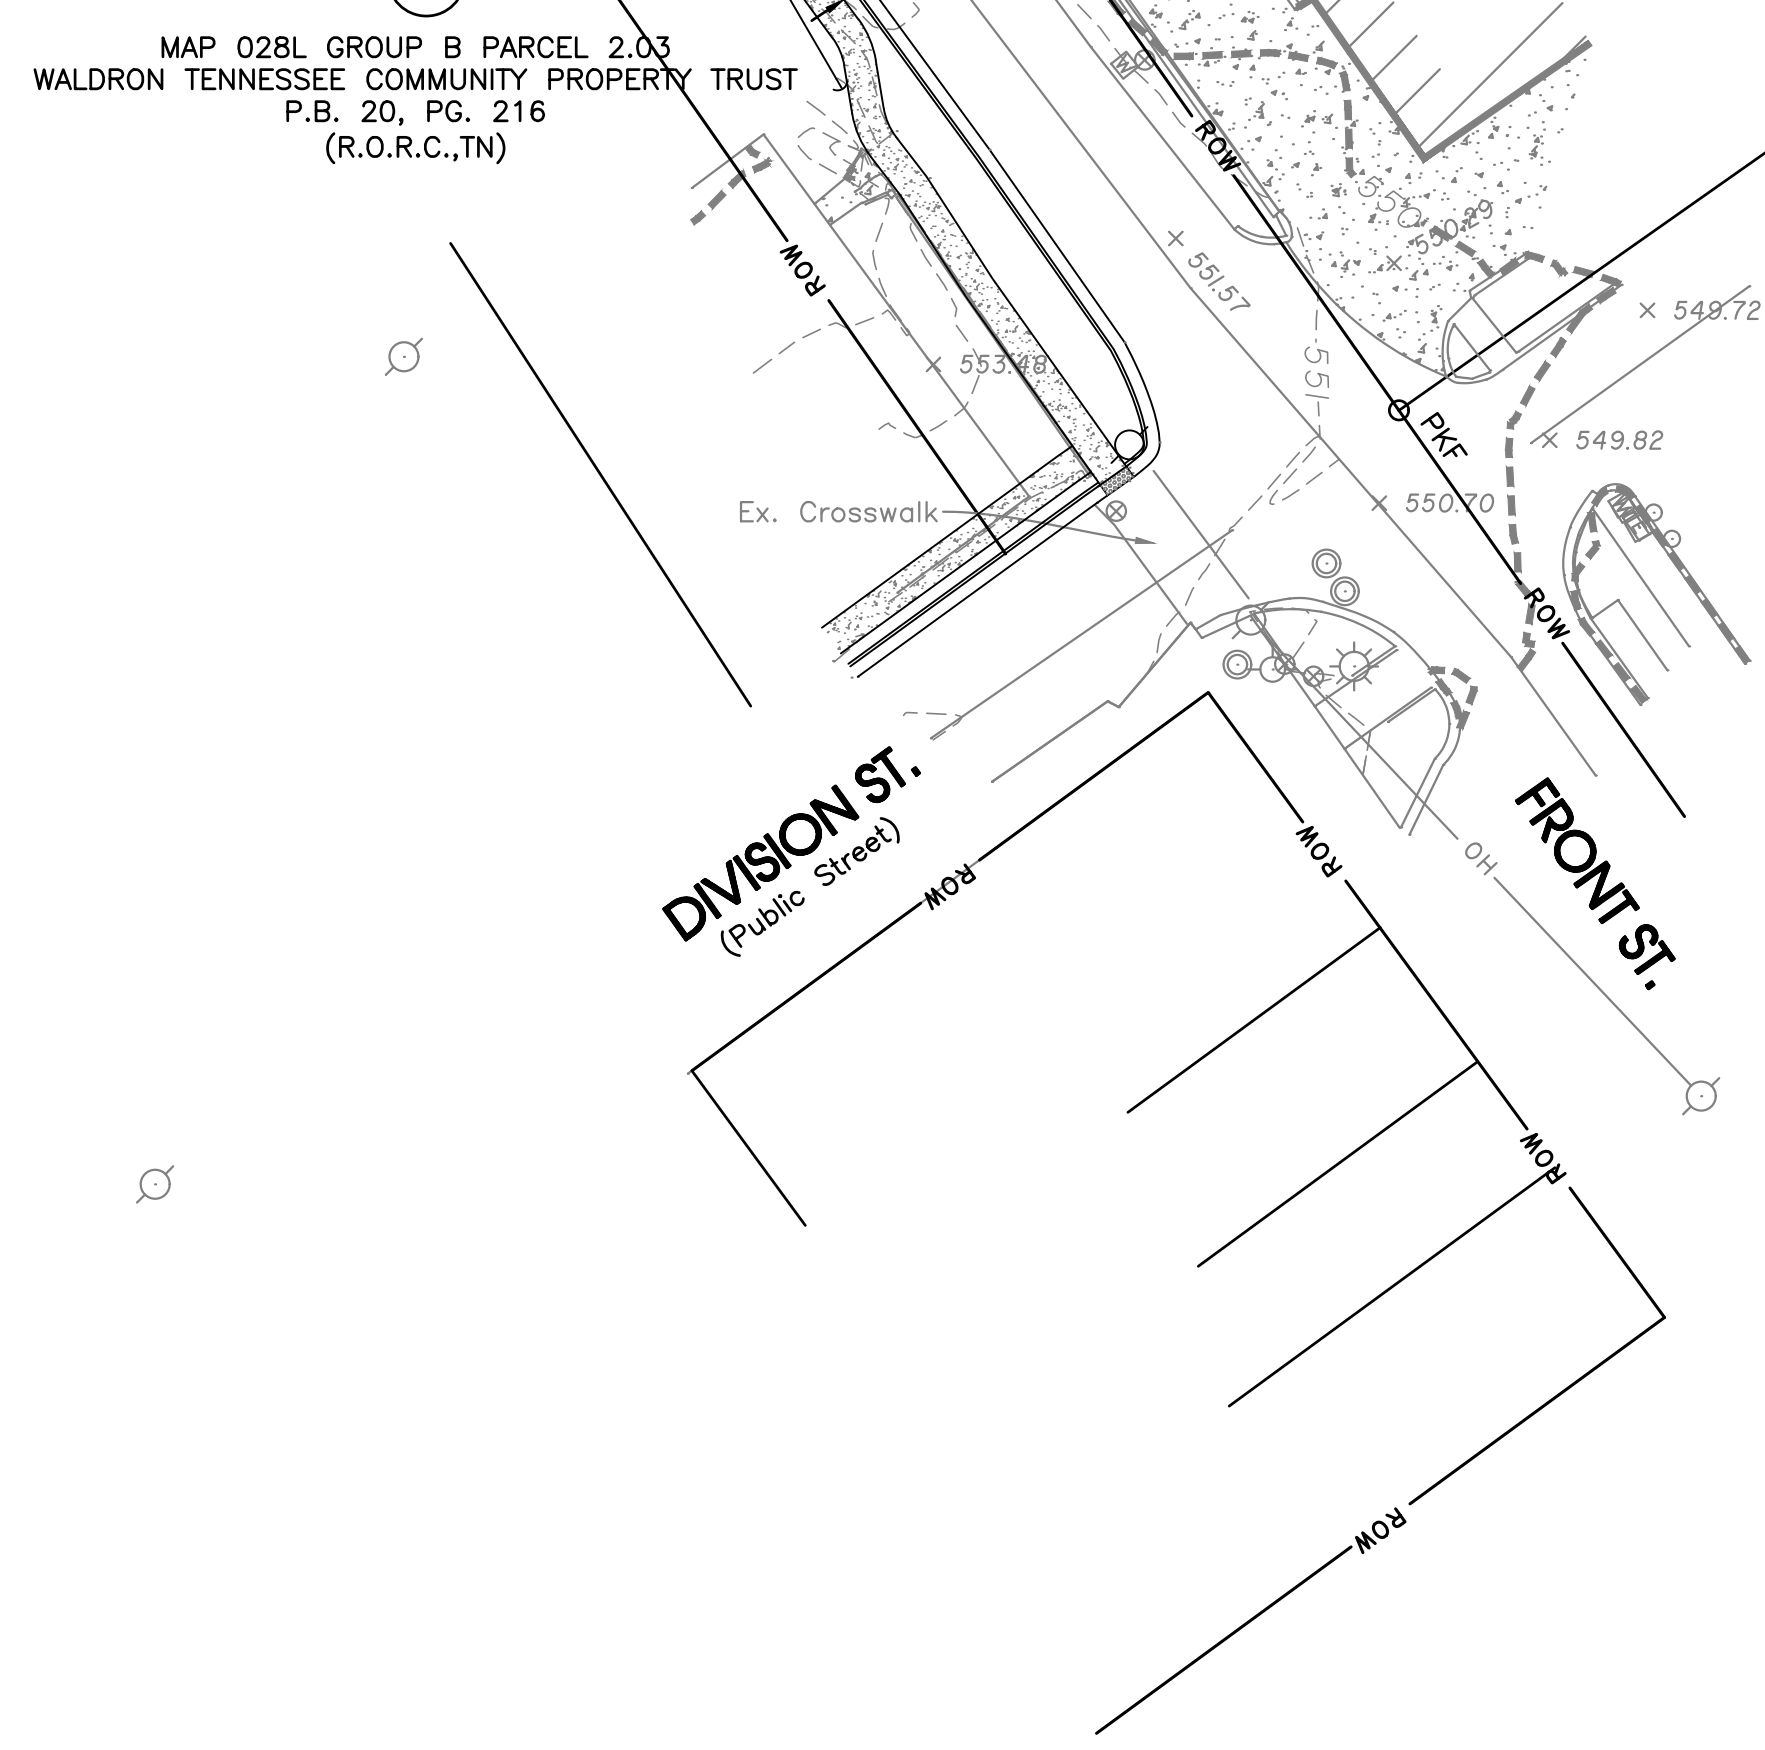 MAP 028L GROUP B PARCEL 2.03
WALDRON TENNESSEE COMMUNITY PROPERTY TRUST
P.B. 20, PG. 216
(R.O.R.C.,TN)
W
ROW
550
550.29
ROW
551.57
549.72
551
553.48
PKF
549.82
Ex. Crosswalk
550.70
ROW
DIVISION ST.
(Public Street)
ROW
ROW
OH
FRONT ST.
ROW
ROW